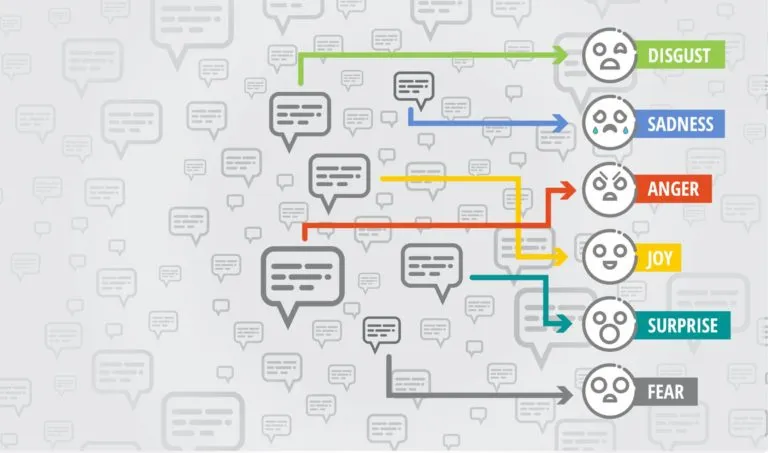 DISGUST
SADNESS
ANGER
JOY
SURPRISE
FEAR